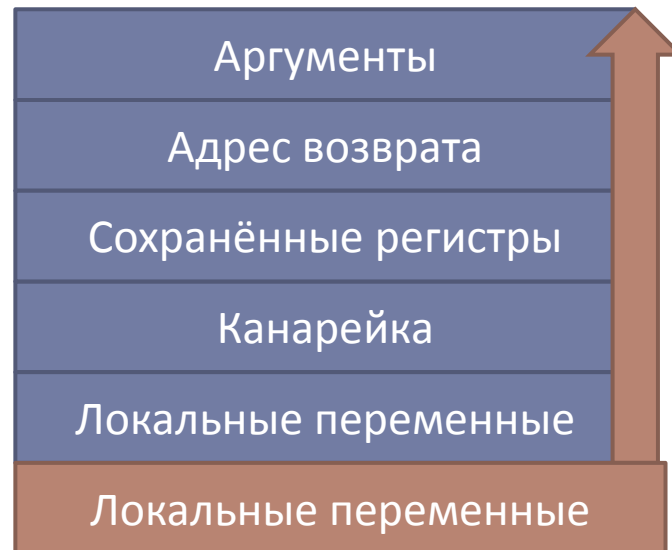 Аргументы
Адрес возврата
Сохранённые регистры
Канарейка
Локальные переменные
Локальные переменные